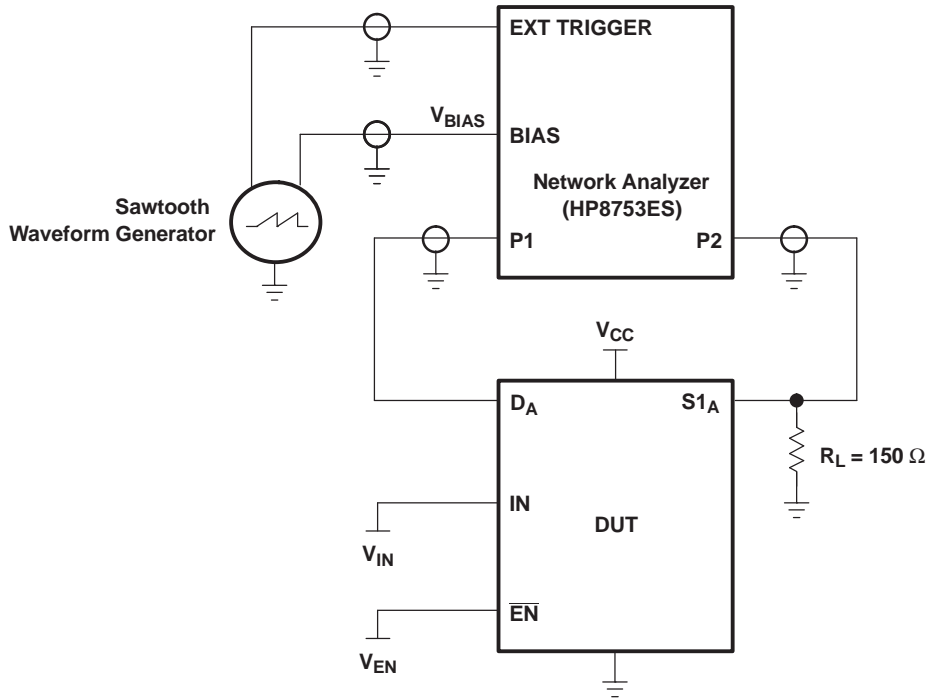 EXT TRIGGER
V_BIAS
BIAS
Network Analyzer
(HP8753ES)
Sawtooth
Waveform Generator
P1
P2
V_CC
D_A
S1_A
R_L = 150 Ω
IN
DUT
V_IN
E̅N̅
V_EN